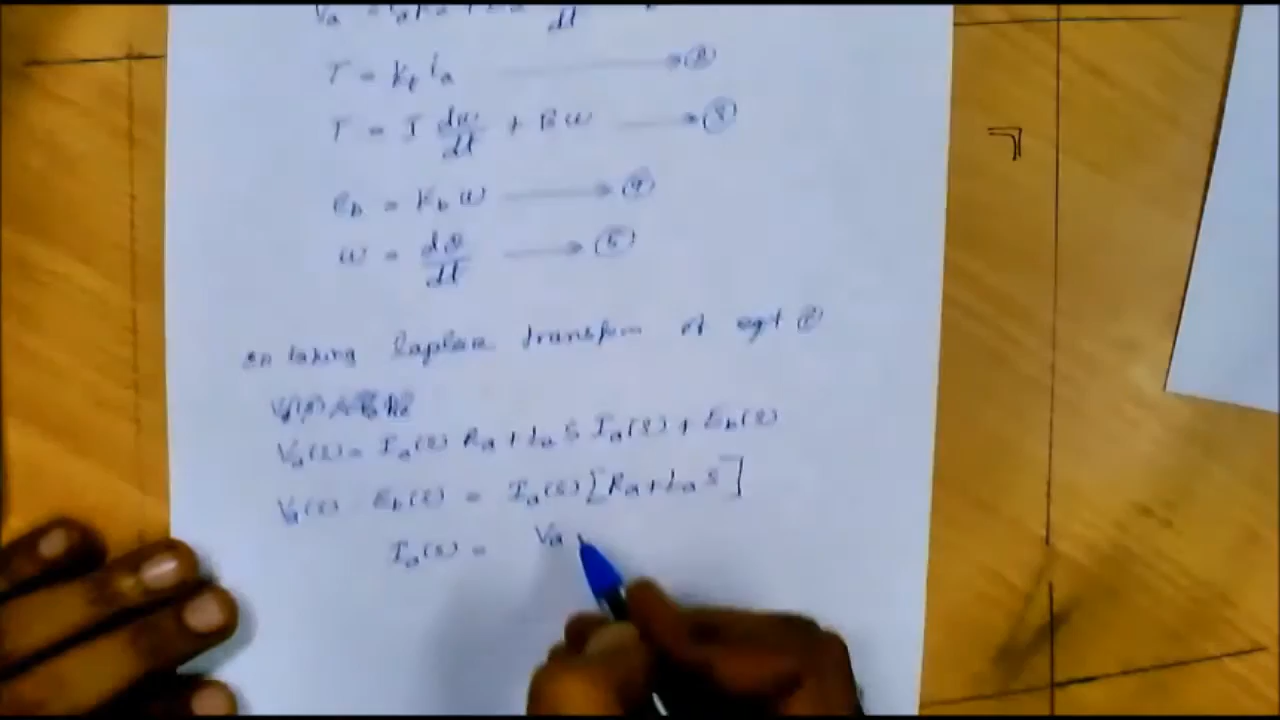 T = Kt ia → ②
T = J dω/dt + Bω → ③
eb = Kb ω → ④
ω = dθ/dt → ⑤
on taking Laplace transform of eqn
Va(s) = Ia(s) Ra + La S Ia(s) + Eb(s)
Va(s) - Eb(s) = Ia(s) [Ra + La s]
Ia(s) = Va